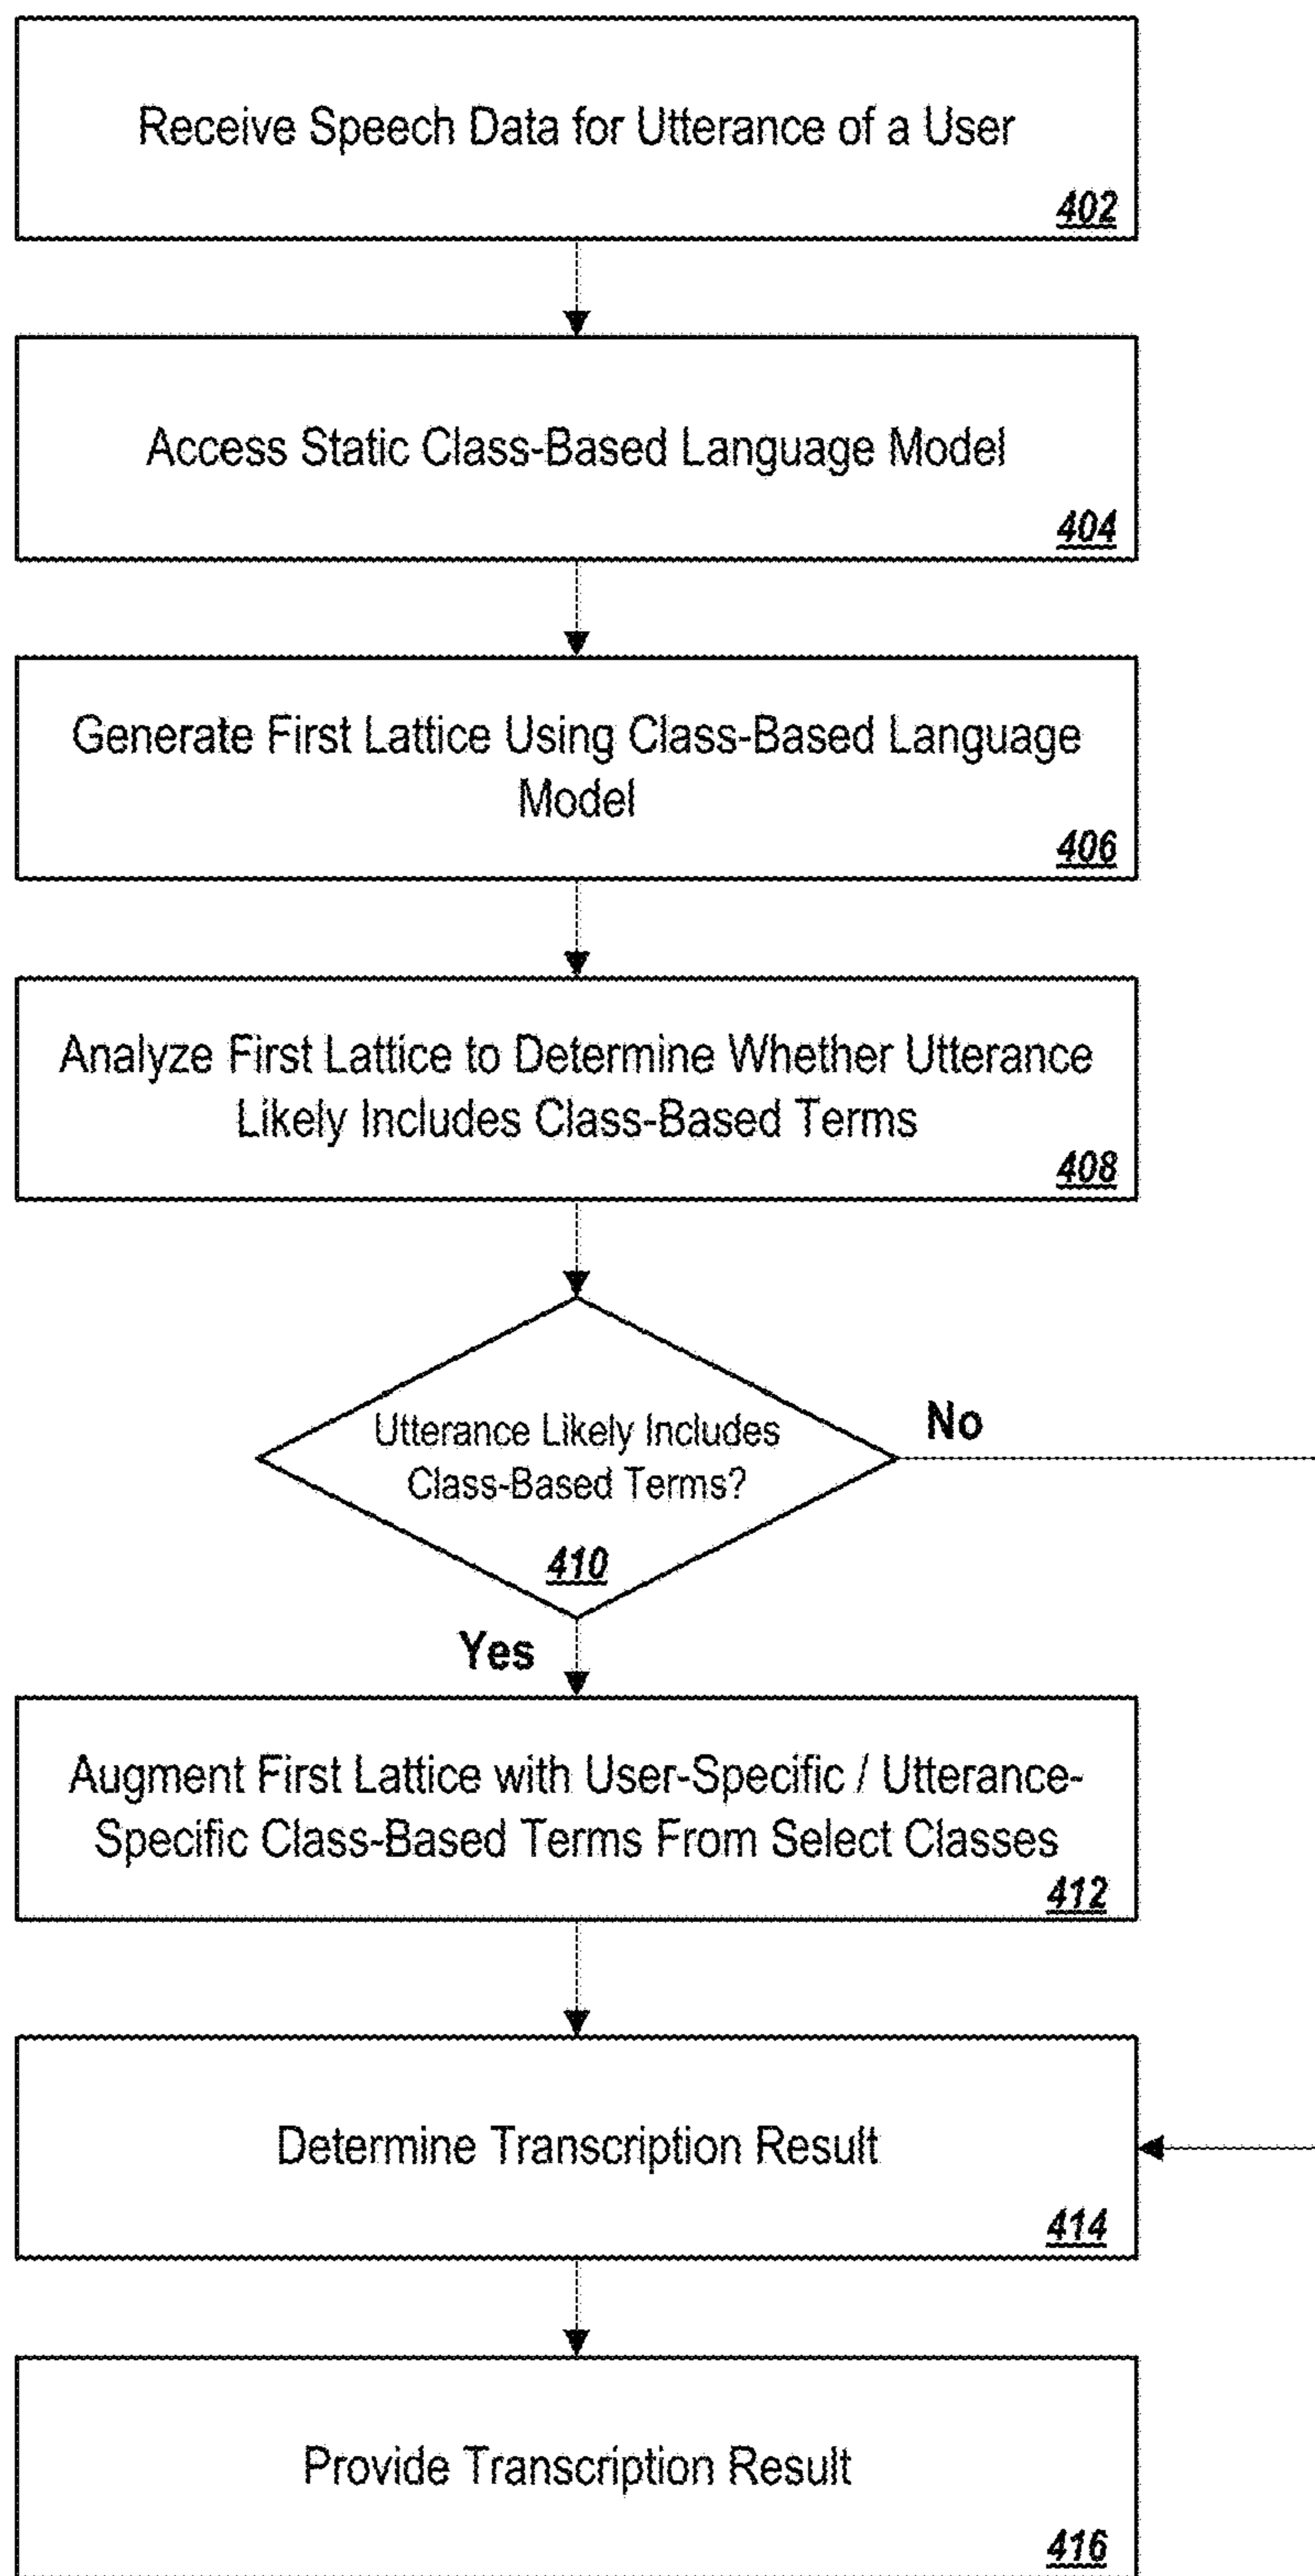 Receive Speech Data for Utterance of a User
402
Access Static Class-Based Language Model
404
Generate First Lattice Using Class-Based Language
Model
406
Analyze First Lattice to Determine Whether Utterance
Likely Includes Class-Based Terms
408
Utterance Likely Includes
Class-Based Terms?
410
No
Yes
Augment First Lattice with User-Specific / Utterance-
Specific Class-Based Terms From Select Classes
412
Determine Transcription Result
414
Provide Transcription Result
416